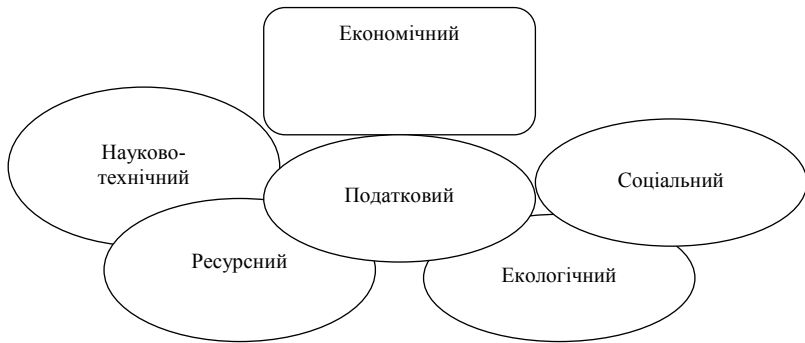 Економічний
Науково-
технічний
Податковий
Соціальний
Ресурсний
Екологічний